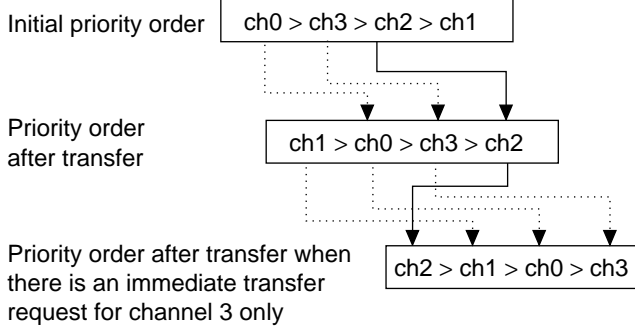 Initial priority order
ch0 > ch3 > ch2 > ch1
Priority order
after transfer
ch1 > ch0 > ch3 > ch2
Priority order after transfer when
there is an immediate transfer
request for channel 3 only
ch2 > ch1 > ch0 > ch3